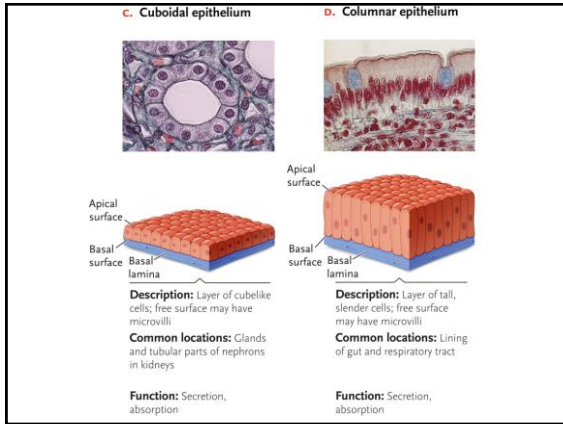 C. Cuboidal epithelium
Apical
surface
Basal
surface
Basal
lamina
Description: Layer of cubelike
cells; free surface may have
microvilli
Common locations: Glands
and tubular parts of nephrons
in kidneys
Function: Secretion,
absorption
D. Columnar epithelium
Apical
surface
Basal
surface
Basal
lamina
Description: Layer of tall,
slender cells; free surface
may have microvilli
Common locations: Lining
of gut and respiratory tract
Function: Secretion,
absorption